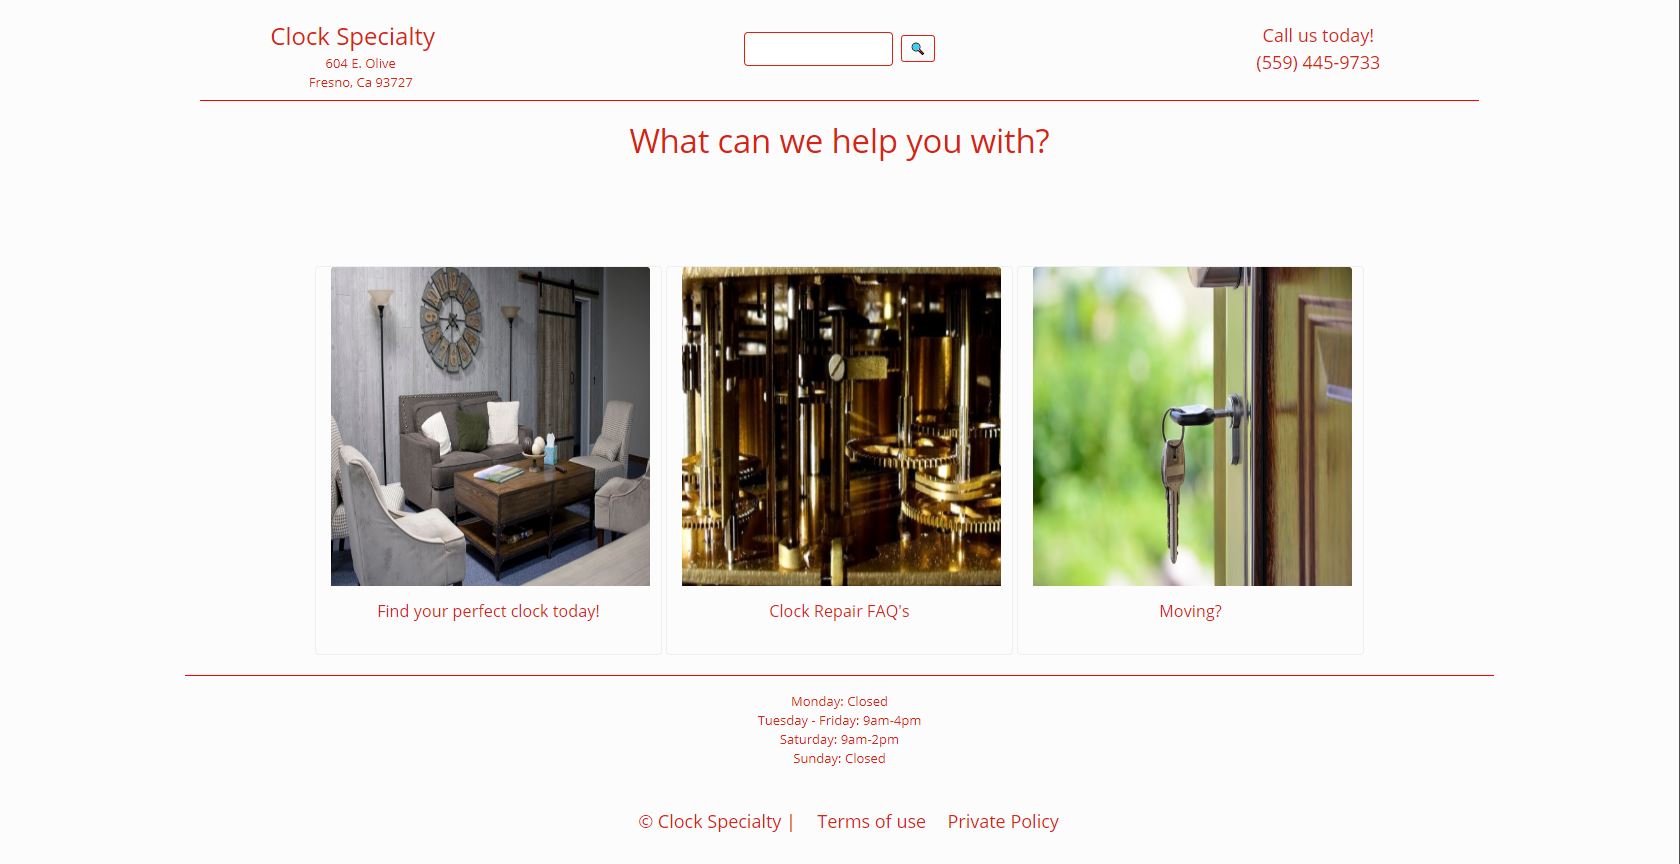 Clock Specialty
604 E. Olive
Fresno, Ca 93727
Call us today!
(559) 445-9733
What can we help you with?
Find your perfect clock today!
Clock Repair FAQ's
Moving?
Monday: Closed
Tuesday - Friday: 9am-4pm
Saturday: 9am-2pm
Sunday: Closed
© Clock Specialty | Terms of use Private Policy